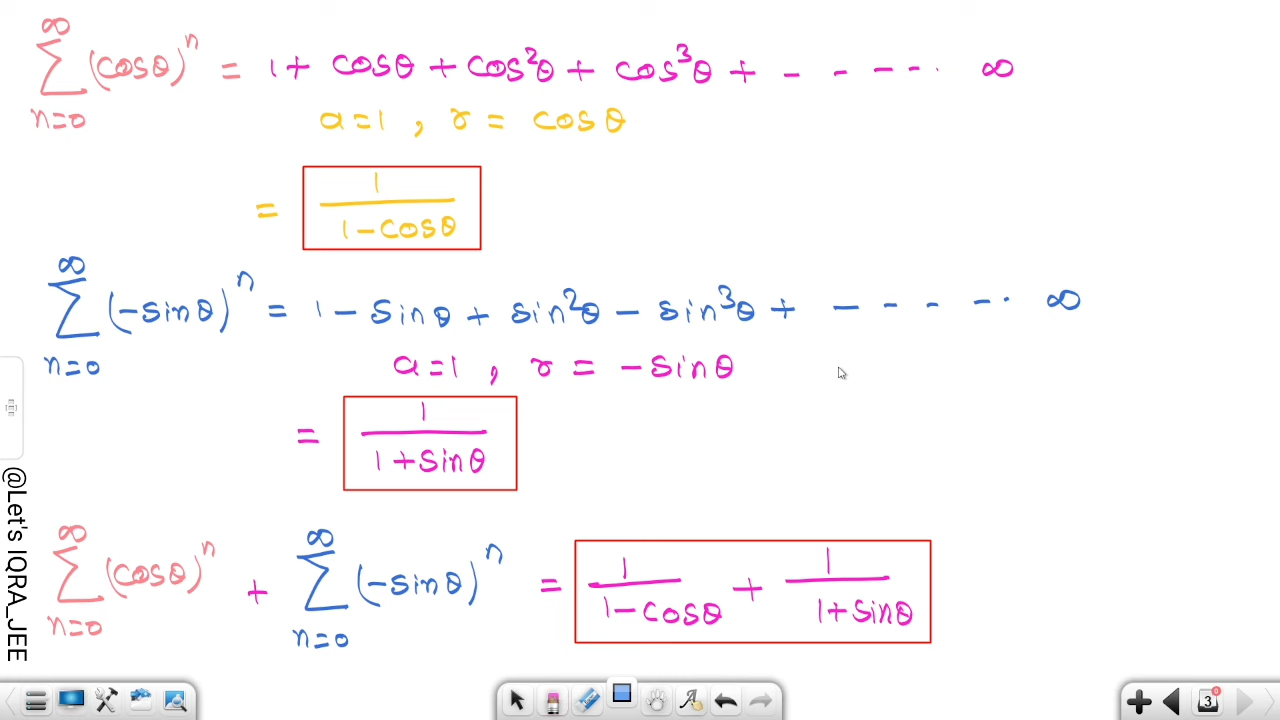 ∞
∑ (cosθ)ⁿ = 1 + cosθ + cos²θ + cos³θ + - - - - - · ∞
n=0
a=1 , r = cosθ
= 1/(1-cosθ)
∞
∑ (-sinθ)ⁿ = 1 - sinθ + sin²θ - sin³θ + - - - - · ∞
n=0
a=1 , r = -sinθ
= 1/(1+sinθ)
∞ ∞
∑ (cosθ)ⁿ + ∑ (-sinθ)ⁿ = 1/(1-cosθ) + 1/(1+sinθ)
n=0 n=0
@Let's IQRA_JEE
3